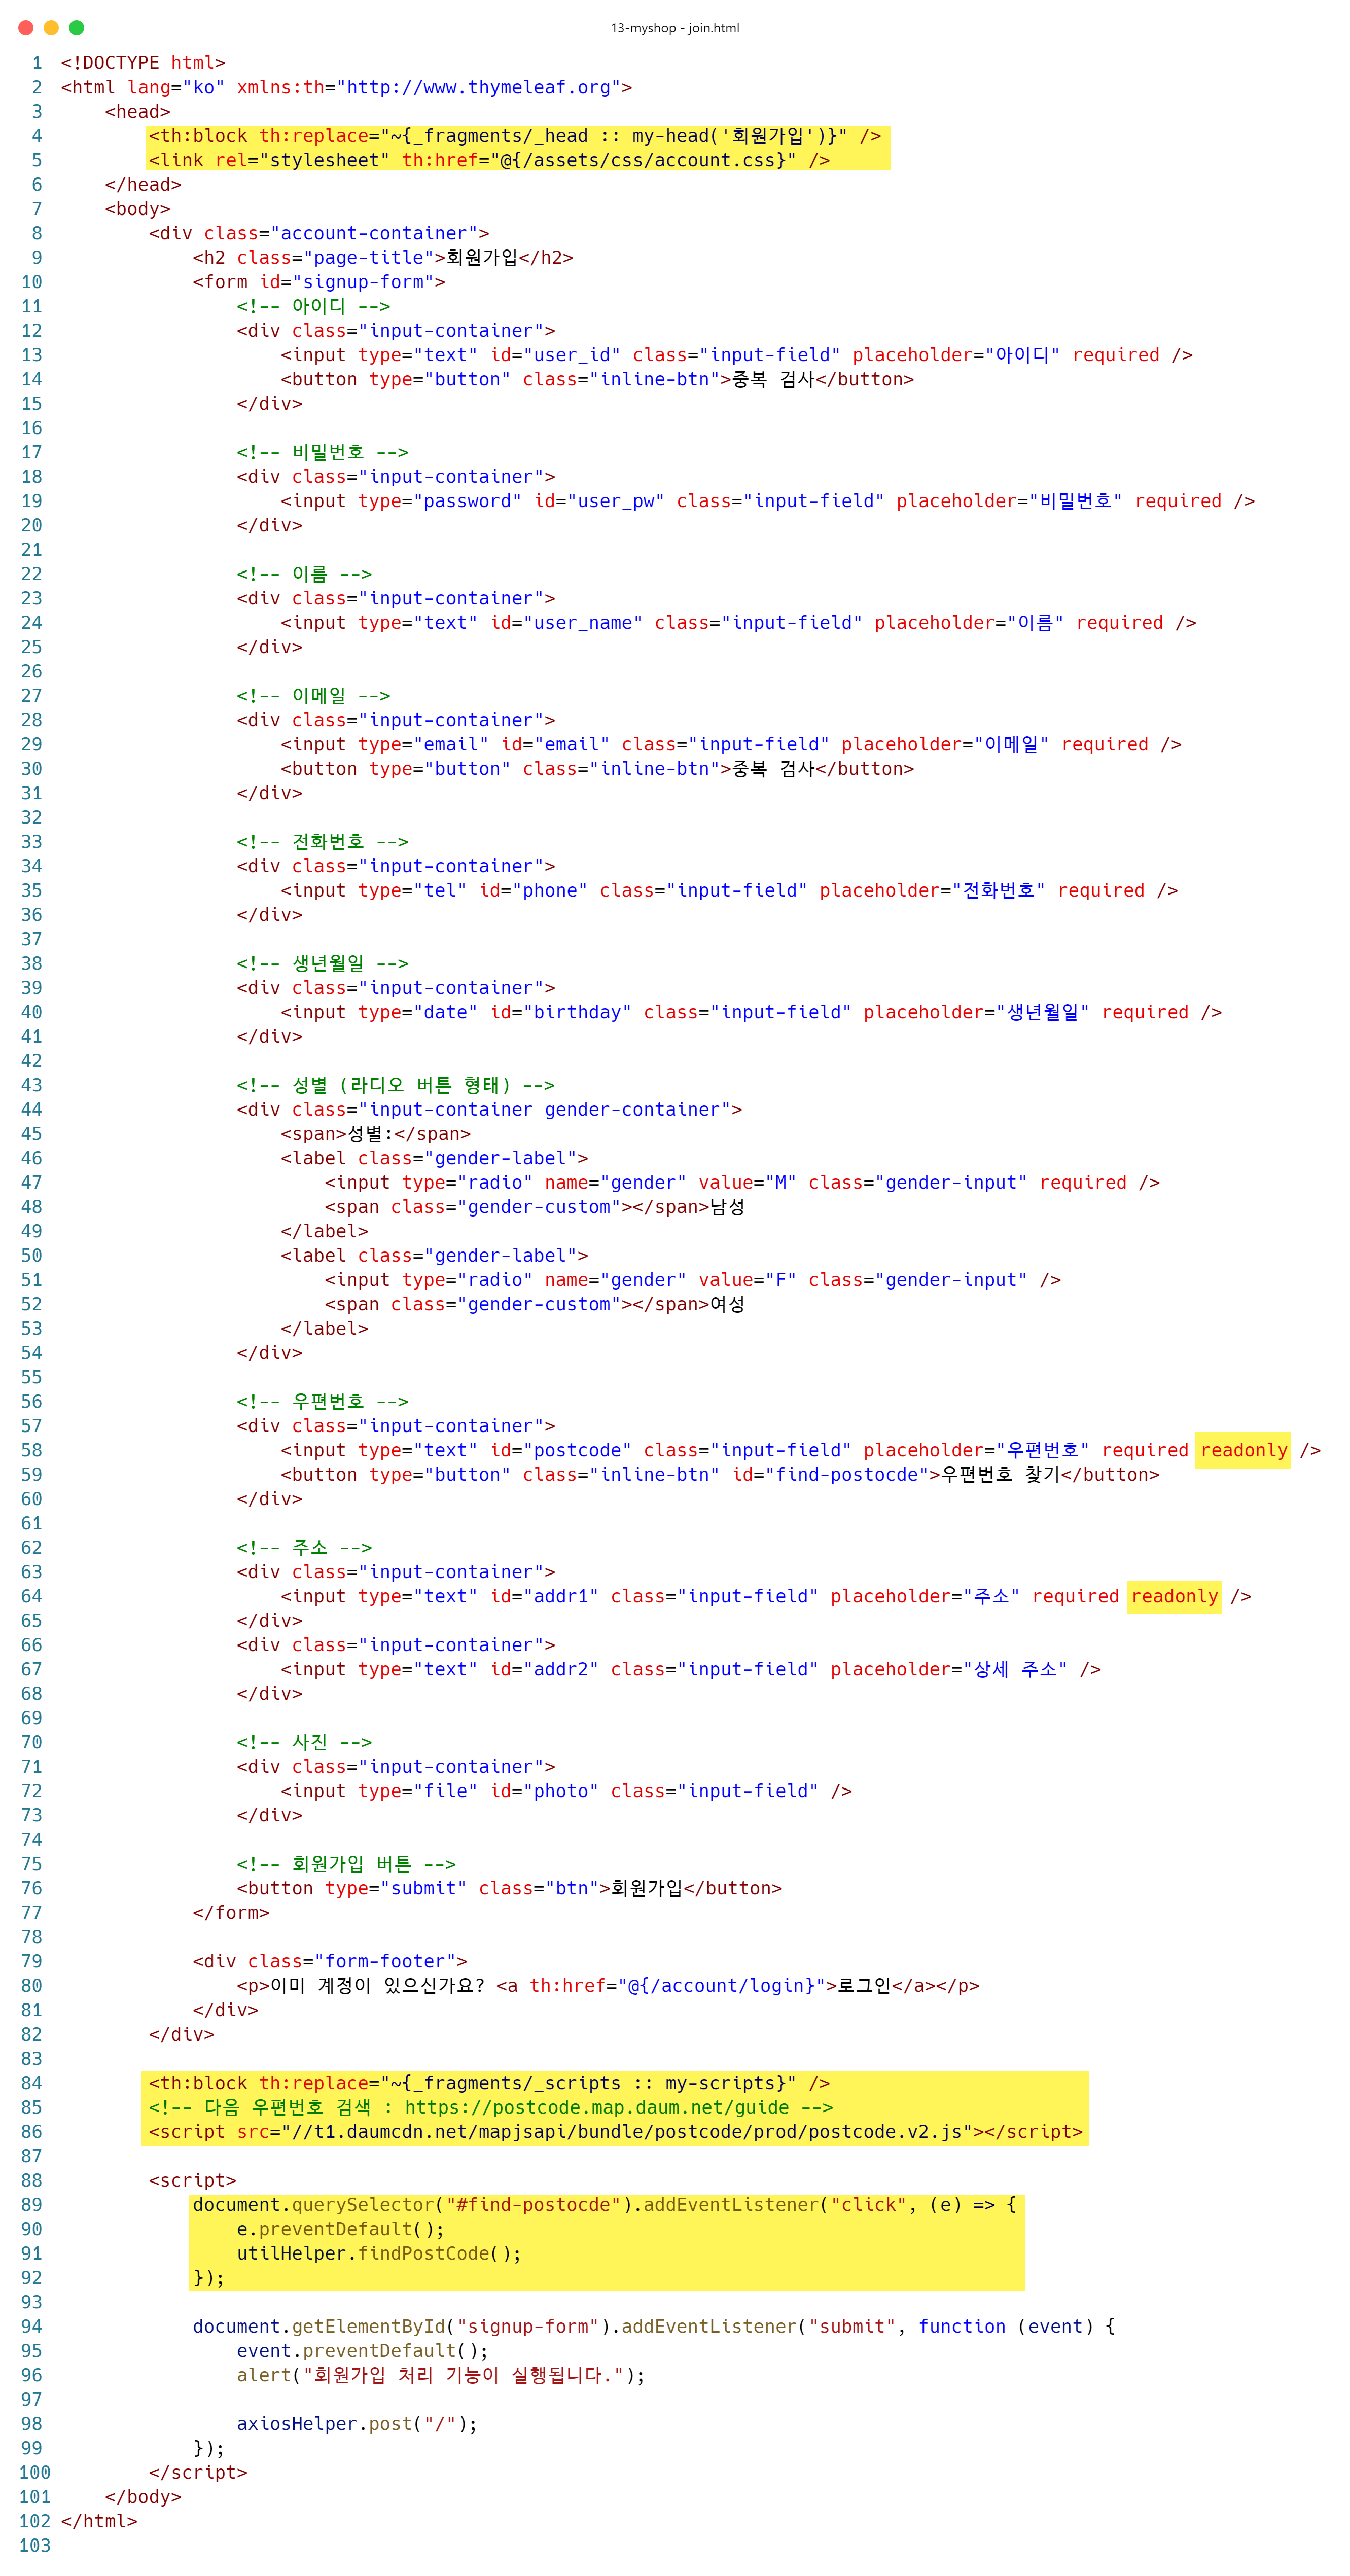 13-myshop - join.html
1 <!DOCTYPE html>
2 <html lang="ko" xmlns:th="http://www.thymeleaf.org">
3     <head>
4         <th:block th:replace="~{_fragments/_head :: my-head('회원가입')}" />
5         <link rel="stylesheet" th:href="@{/assets/css/account.css}" />
6     </head>
7     <body>
8         <div class="account-container">
9             <h2 class="page-title">회원가입</h2>
10             <form id="signup-form">
11                 <!-- 아이디 -->
12                 <div class="input-container">
13                     <input type="text" id="user_id" class="input-field" placeholder="아이디" required />
14                     <button type="button" class="inline-btn">중복 검사</button>
15                 </div>
16
17                 <!-- 비밀번호 -->
18                 <div class="input-container">
19                     <input type="password" id="user_pw" class="input-field" placeholder="비밀번호" required />
20                 </div>
21
22                 <!-- 이름 -->
23                 <div class="input-container">
24                     <input type="text" id="user_name" class="input-field" placeholder="이름" required />
25                 </div>
26
27                 <!-- 이메일 -->
28                 <div class="input-container">
29                     <input type="email" id="email" class="input-field" placeholder="이메일" required />
30                     <button type="button" class="inline-btn">중복 검사</button>
31                 </div>
32
33                 <!-- 전화번호 -->
34                 <div class="input-container">
35                     <input type="tel" id="phone" class="input-field" placeholder="전화번호" required />
36                 </div>
37
38                 <!-- 생년월일 -->
39                 <div class="input-container">
40                     <input type="date" id="birthday" class="input-field" placeholder="생년월일" required />
41                 </div>
42
43                 <!-- 성별 (라디오 버튼 형태) -->
44                 <div class="input-container gender-container">
45                     <span>성별:</span>
46                     <label class="gender-label">
47                         <input type="radio" name="gender" value="M" class="gender-input" required />
48                         <span class="gender-custom"></span>남성
49                     </label>
50                     <label class="gender-label">
51                         <input type="radio" name="gender" value="F" class="gender-input" />
52                         <span class="gender-custom"></span>여성
53                     </label>
54                 </div>
55
56                 <!-- 우편번호 -->
57                 <div class="input-container">
58                     <input type="text" id="postcode" class="input-field" placeholder="우편번호" required readonly />
59                     <button type="button" class="inline-btn" id="find-postocde">우편번호 찾기</button>
60                 </div>
61
62                 <!-- 주소 -->
63                 <div class="input-container">
64                     <input type="text" id="addr1" class="input-field" placeholder="주소" required readonly />
65                 </div>
66                 <div class="input-container">
67                     <input type="text" id="addr2" class="input-field" placeholder="상세 주소" />
68                 </div>
69
70                 <!-- 사진 -->
71                 <div class="input-container">
72                     <input type="file" id="photo" class="input-field" />
73                 </div>
74
75                 <!-- 회원가입 버튼 -->
76                 <button type="submit" class="btn">회원가입</button>
77             </form>
78
79             <div class="form-footer">
80                 <p>이미 계정이 있으신가요? <a th:href="@{/account/login}">로그인</a></p>
81             </div>
82         </div>
83
84         <th:block th:replace="~{_fragments/_scripts :: my-scripts}" />
85         <!-- 다음 우편번호 검색 : https://postcode.map.daum.net/guide -->
86         <script src="//t1.daumcdn.net/mapjsapi/bundle/postcode/prod/postcode.v2.js"></script>
87
88         <script>
89             document.querySelector("#find-postocde").addEventListener("click", (e) => {
90                 e.preventDefault();
91                 utilHelper.findPostCode();
92             });
93
94             document.getElementById("signup-form").addEventListener("submit", function (event) {
95                 event.preventDefault();
96                 alert("회원가입 처리 기능이 실행됩니다.");
97
98                 axiosHelper.post("/");
99             });
100         </script>
101     </body>
102 </html>
103